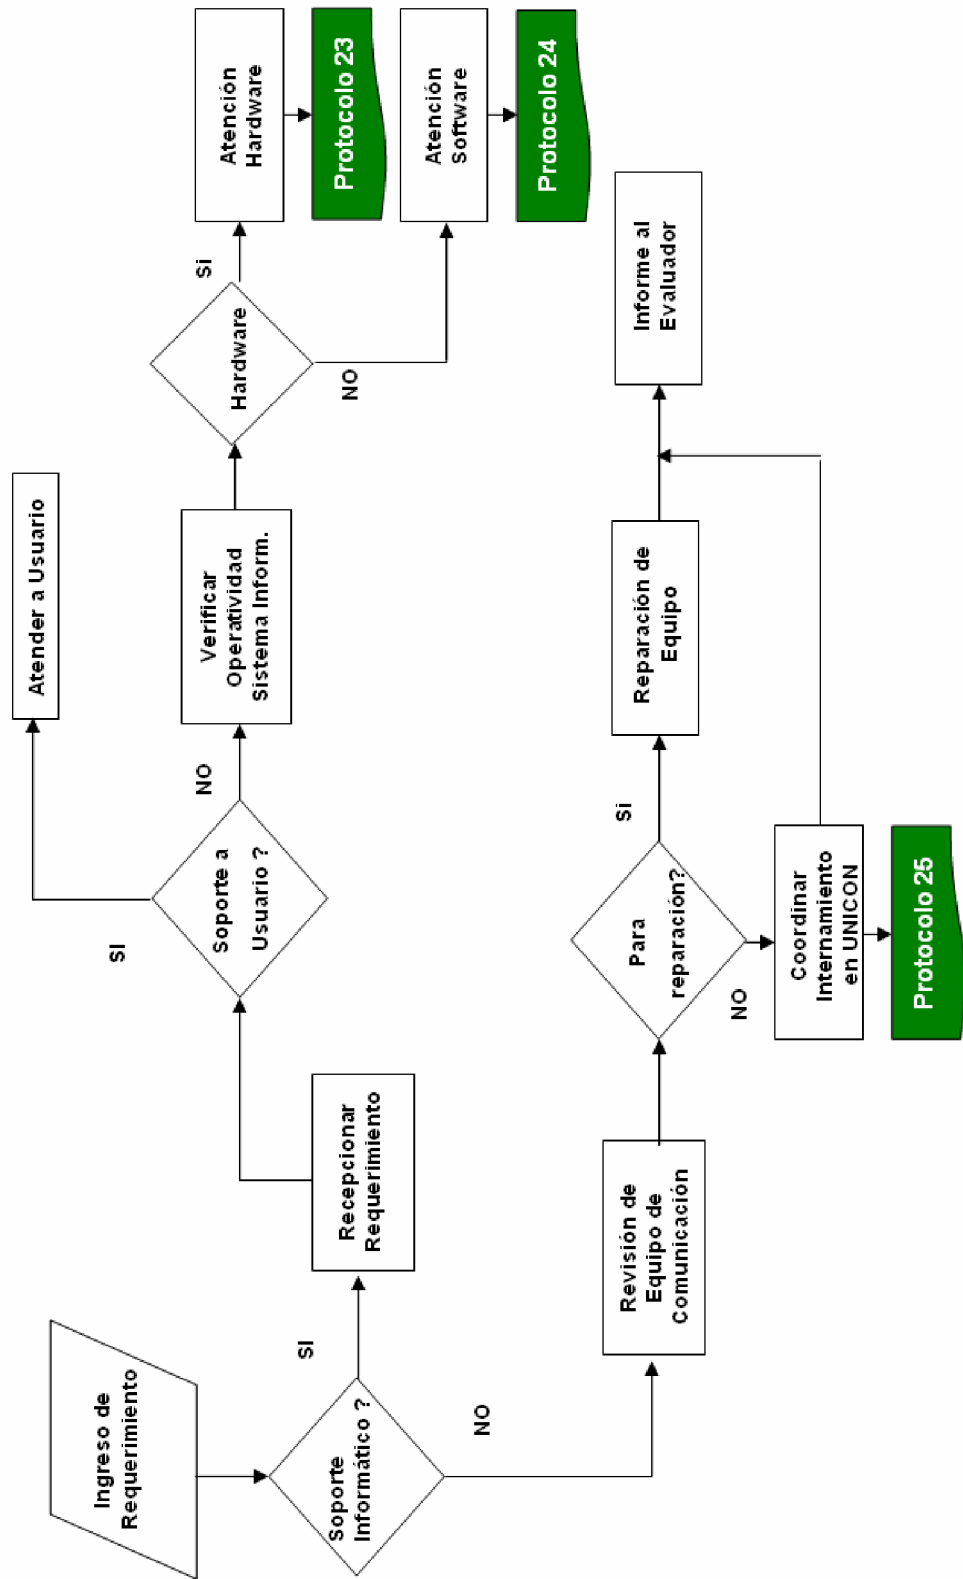 Ingreso de
Requerimiento
Soporte
Informático ?
SI
NO
Recepcionar
Requerimiento
Soporte a
Usuario ?
SI
NO
Atender a Usuario
Verificar
Operatividad
Sistema Inform.
Hardware
Si
NO
Atención
Hardware
Protocolo 23
Atención
Software
Protocolo 24
Revisión de
Equipo de
Comunicación
Para
reparación?
Si
NO
Reparación de
Equipo
Informe al
Evaluador
Coordinar
Internamiento
en UNICON
Protocolo 25